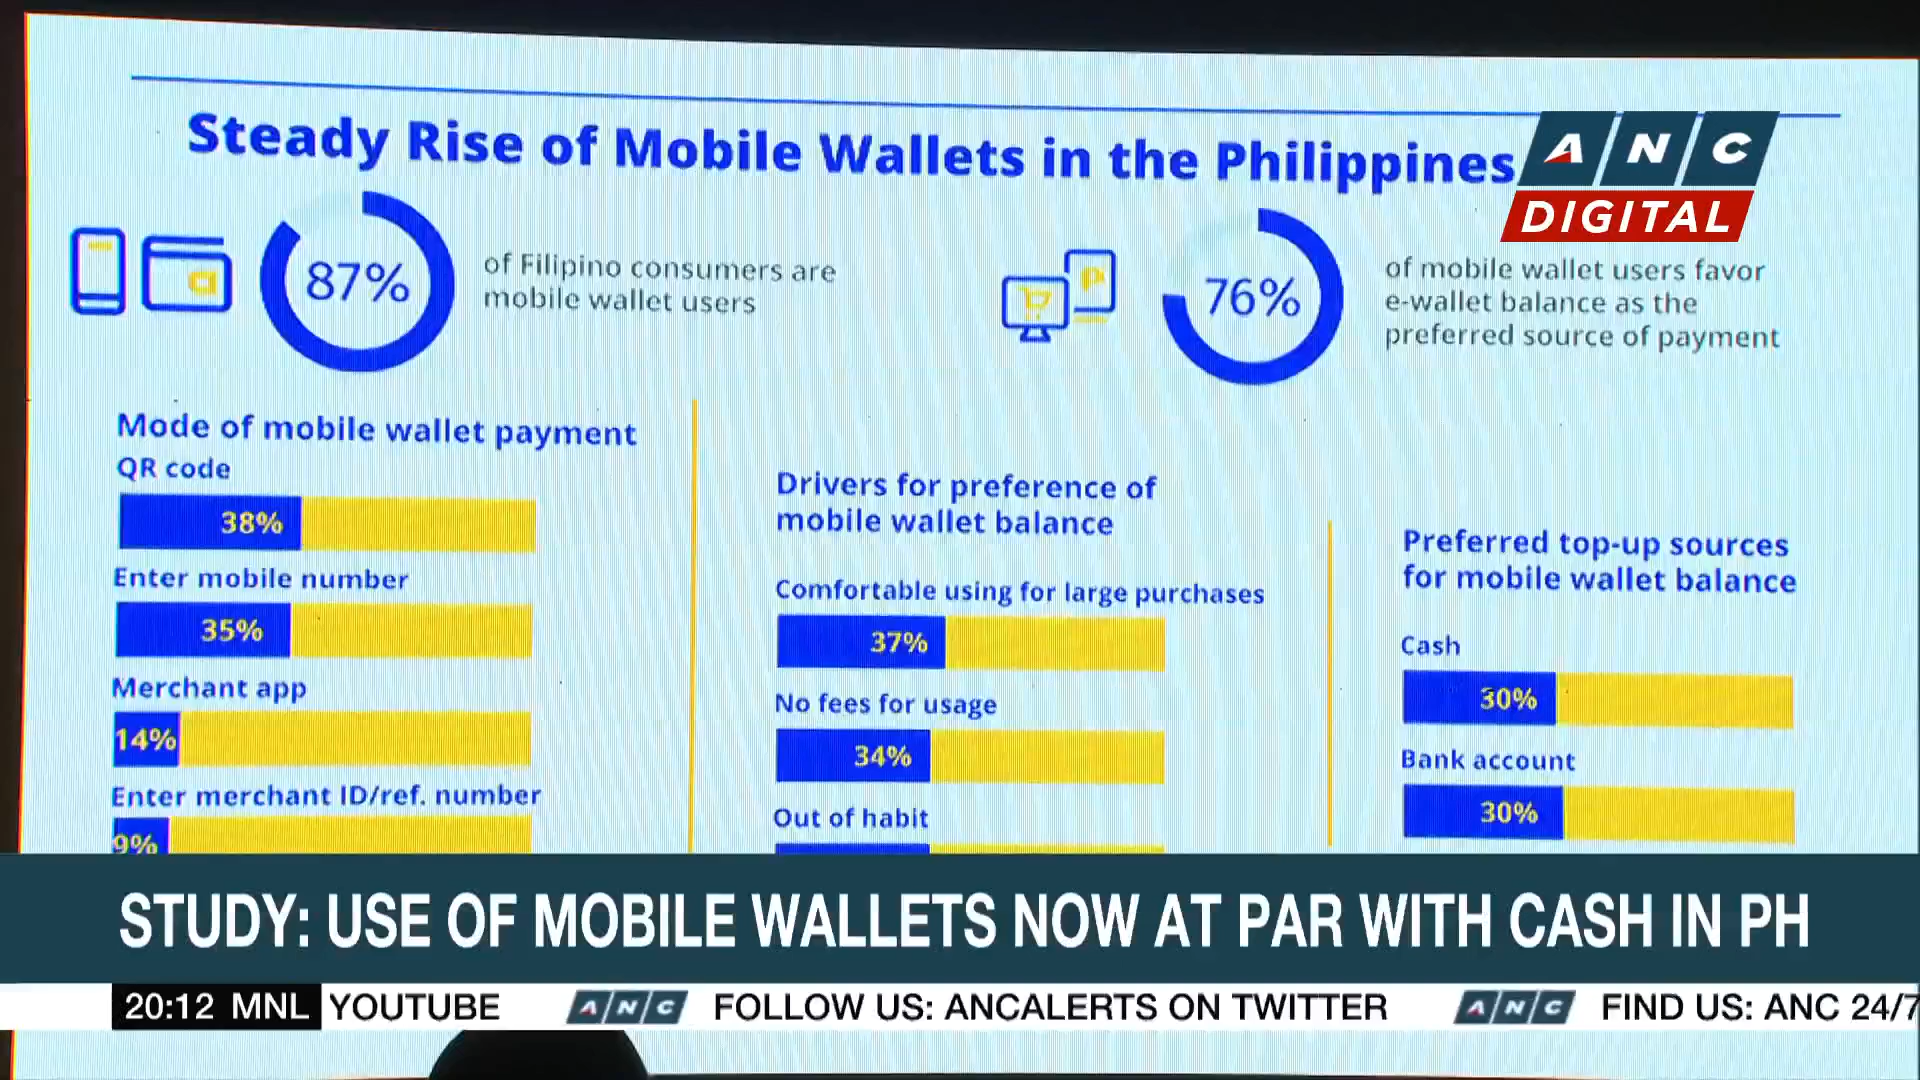 Steady Rise of Mobile Wallets in the Philippines
ANC
DIGITAL
87%
of Filipino consumers are
mobile wallet users
76%
of mobile wallet users favor
e-wallet balance as the
preferred source of payment
Mode of mobile wallet payment
QR code
38%
Enter mobile number
35%
Merchant app
14%
Enter merchant ID/ref. number
9%
Drivers for preference of
mobile wallet balance
Comfortable using for large purchases
37%
No fees for usage
34%
Out of habit
Preferred top-up sources
for mobile wallet balance
Cash
30%
Bank account
30%
STUDY: USE OF MOBILE WALLETS NOW AT PAR WITH CASH IN PH
20:12 MNL YOUTUBE ANC FOLLOW US: ANCALERTS ON TWITTER ANC FIND US: ANC 24/7